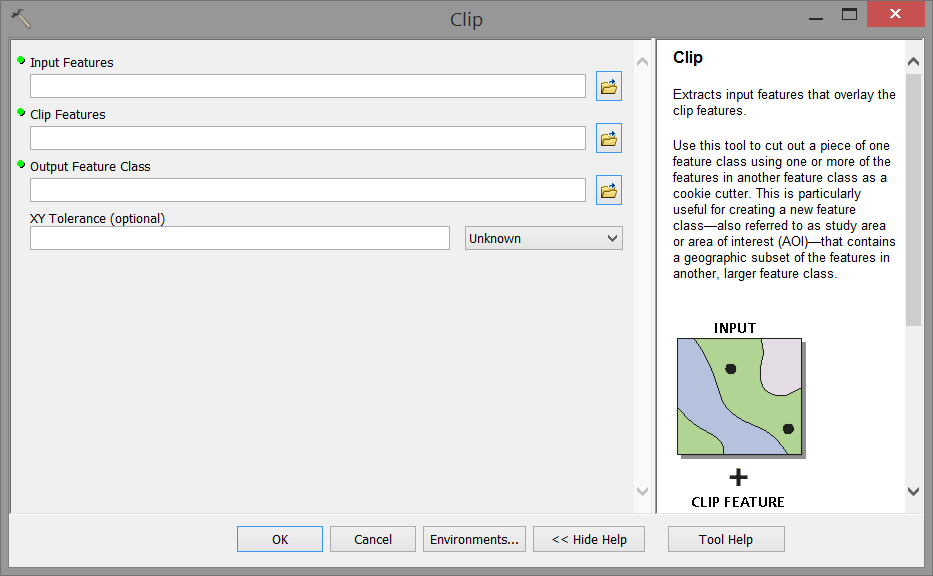 Clip
Input Features
Clip Features
Output Feature Class
XY Tolerance (optional)
Unknown
Clip
Extracts input features that overlay the
clip features.
Use this tool to cut out a piece of one
feature class using one or more of the
features in another feature class as a
cookie cutter. This is particularly
useful for creating a new feature
class—also referred to as study area
or area of interest (AOI)—that contains
a geographic subset of the features in
another, larger feature class.
INPUT
+
CLIP FEATURE
OK
Cancel
Environments...
<< Hide Help
Tool Help